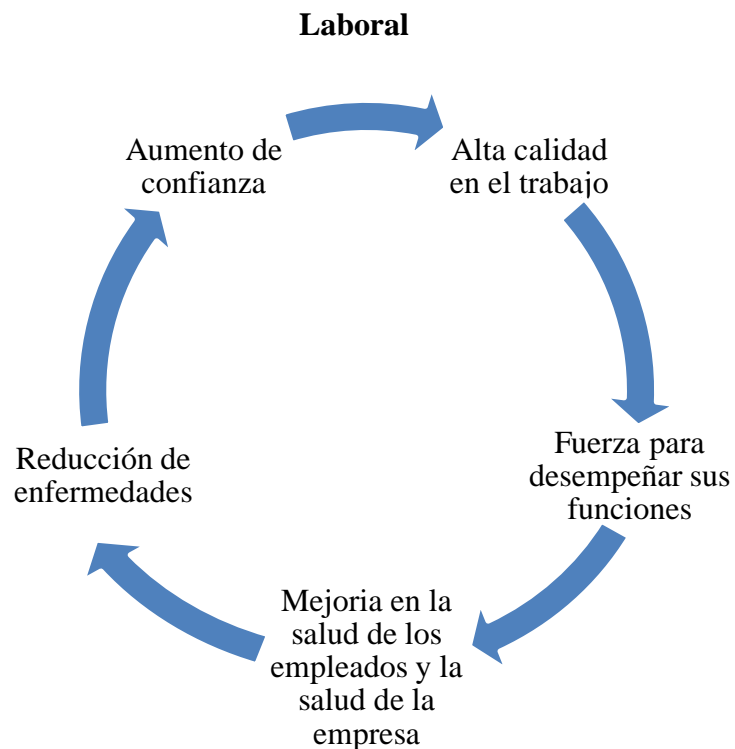 Laboral
Aumento de
confianza
Alta calidad
en el trabajo
Fuerza para
desempeñar sus
funciones
Mejoria en la
salud de los
empleados y la
salud de la
empresa
Reducción de
enfermedades